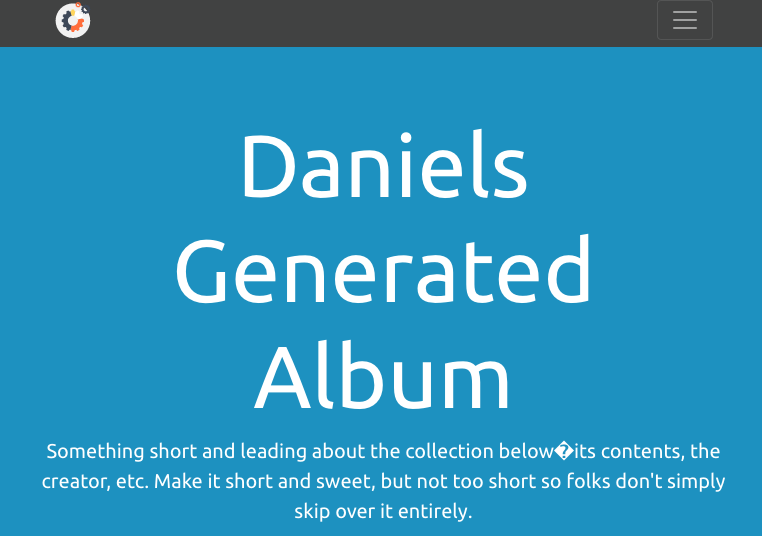 Daniels
Generated
Album
Something short and leading about the collection below�its contents, the
creator, etc. Make it short and sweet, but not too short so folks don't simply
skip over it entirely.